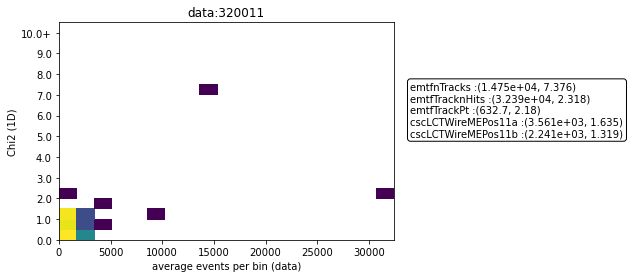 data:320011
10.0+
9.0
8.0
7.0
6.0
5.0
4.0
3.0
2.0
1.0
0.0
Chi2 (1D)
0
5000
10000
15000
20000
25000
30000
average events per bin (data)
emtfnTracks :(1.475e+04, 7.376)
emtfTracknHits :(3.239e+04, 2.318)
emtfTrackPt :(632.7, 2.18)
cscLCTWireMEPos11a :(3.561e+04, 1.635)
cscLCTWireMEPos11b :(2.241e+03, 1.319)